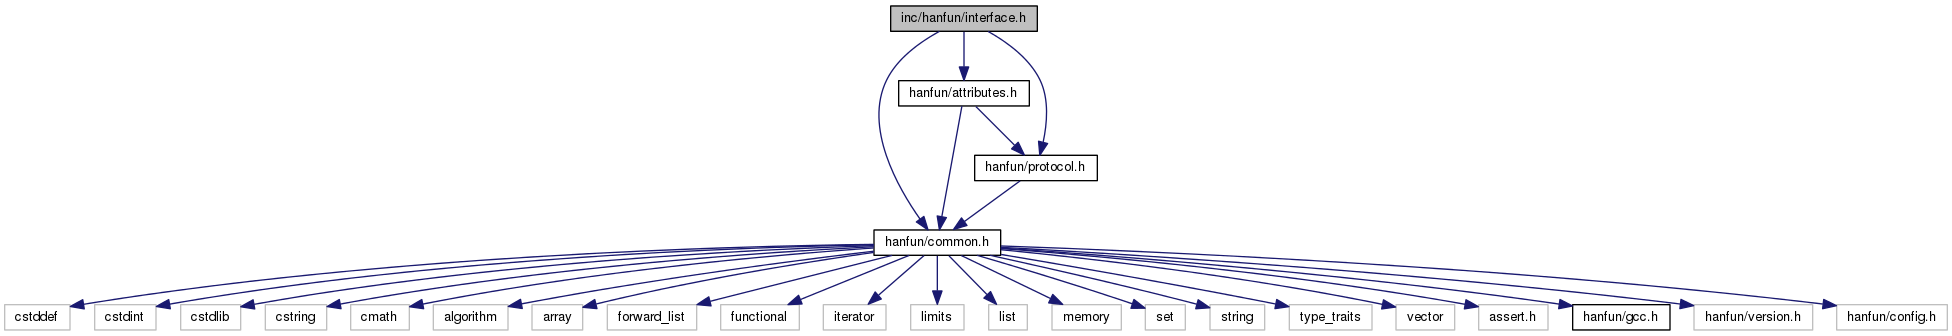 inc/hanfun/interface.h
hanfun/attributes.h
hanfun/protocol.h
hanfun/common.h
cstddef
cstdint
cstdlib
cstring
cmath
algorithm
array
forward_list
functional
iterator
limits
list
memory
set
string
type_traits
vector
assert.h
hanfun/gcc.h
hanfun/version.h
hanfun/config.h